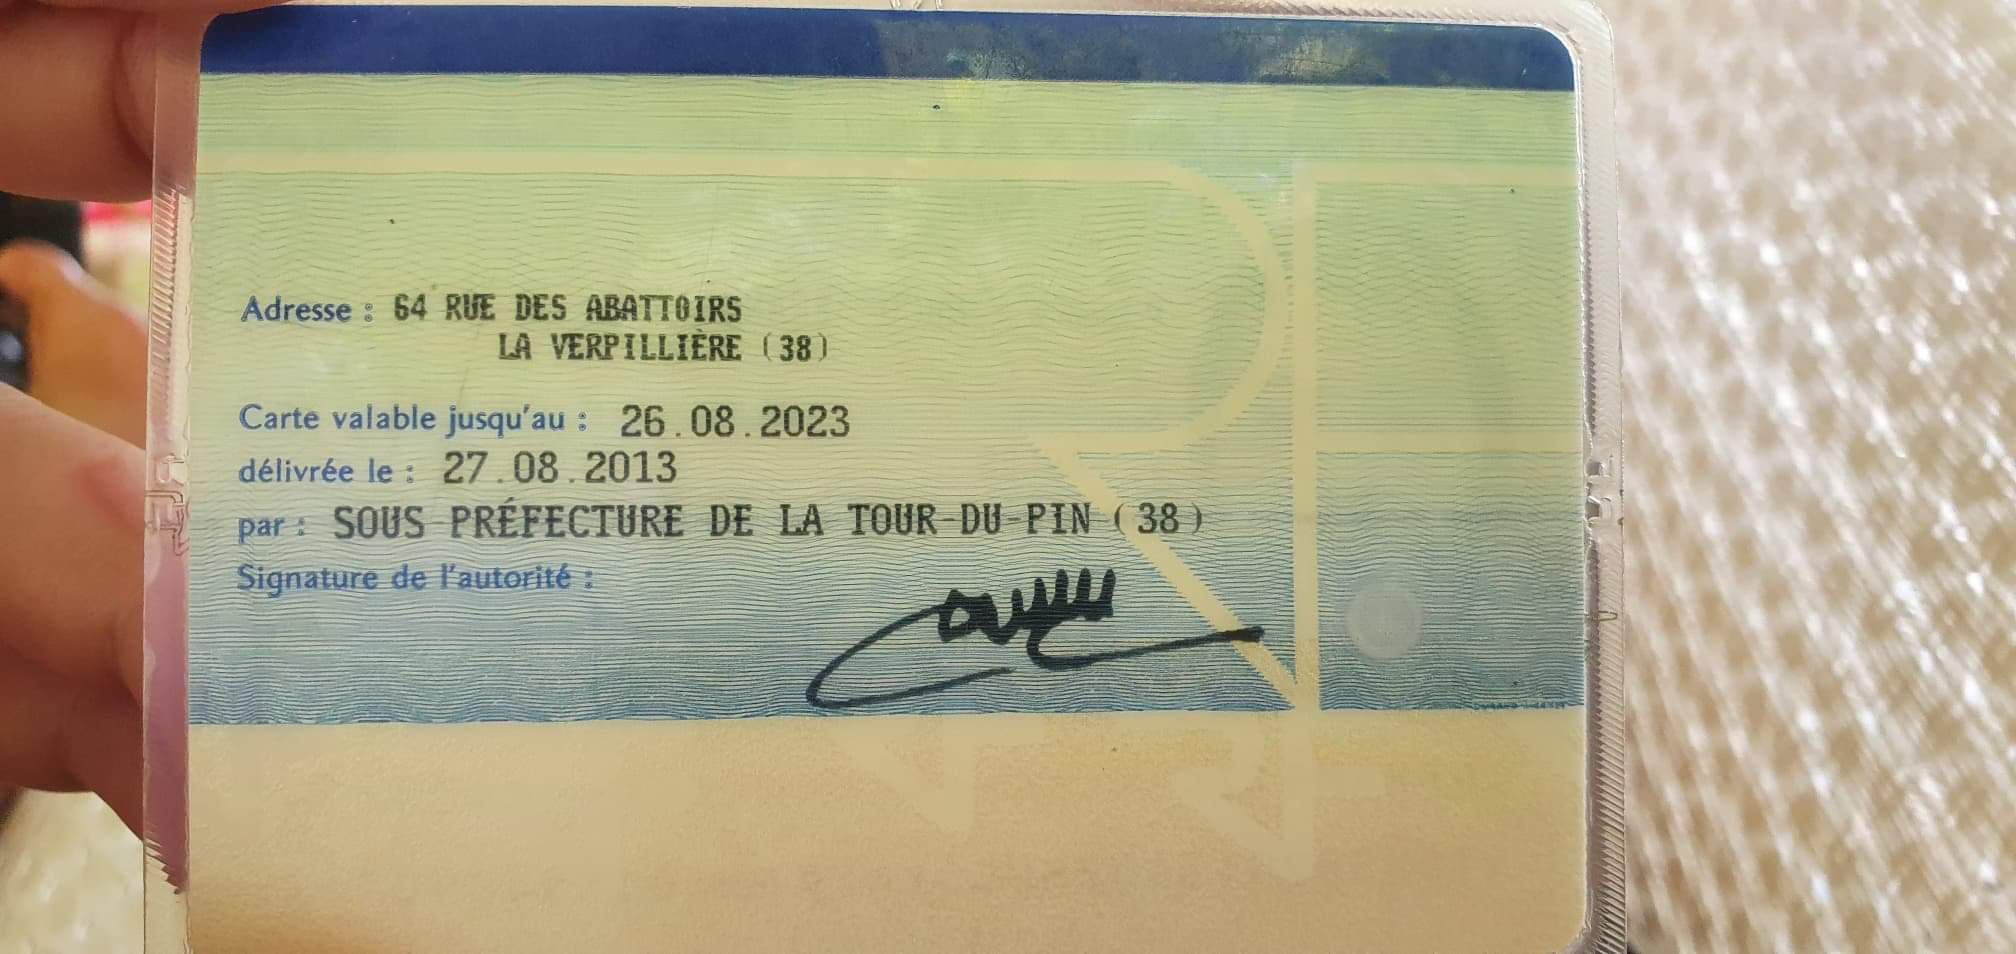 Adresse : 64 RUE DES ABATTOIRS
LA VERPILLIÈRE (38)
Carte valable jusqu'au : 26.08.2023
délivrée le : 27.08.2013
par : SOUS-PRÉFECTURE DE LA TOUR-DU-PIN (38)
Signature de l'autorité :